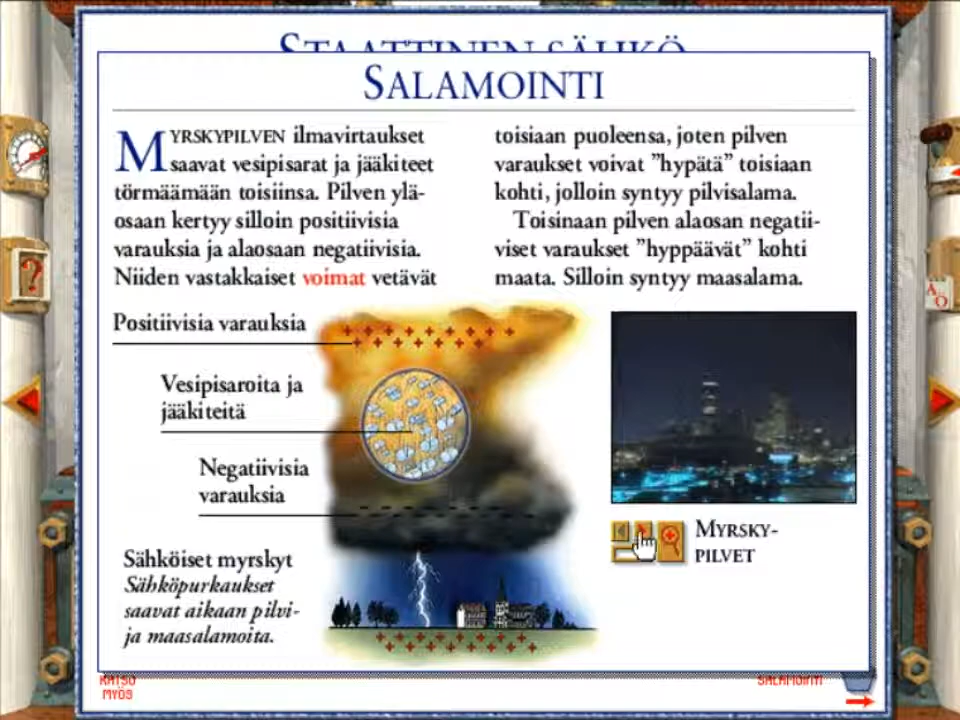 STAATTINEN SÄHKÖ
SALAMOINTI
MYRSKYPILVEN ilmavirtaukset
saavat vesipisarat ja jääkiteet
törmäämään toisiinsa. Pilven ylä-
osaan kertyy silloin positiivisia
varauksia ja alaosaan negatiivisia.
Niiden vastakkaiset voimat vetävät
toisiaan puoleensa, joten pilven
varaukset voivat ”hypätä” toisiaan
kohti, jolloin syntyy pilvisalama.
Toisinaan pilven alaosan negatii-
viset varaukset ”hyppäävät” kohti
maata. Silloin syntyy maasalama.
Positiivisia varauksia
Vesipisaroita ja
jääkiteitä
Negatiivisia
varauksia
Sähköiset myrskyt
Sähköpurkaukset
saavat aikaan pilvi-
ja maasalamoita.
MYRSKY-
PILVET
KATSO
MYÖS
SALAMOINTI
?
A
O